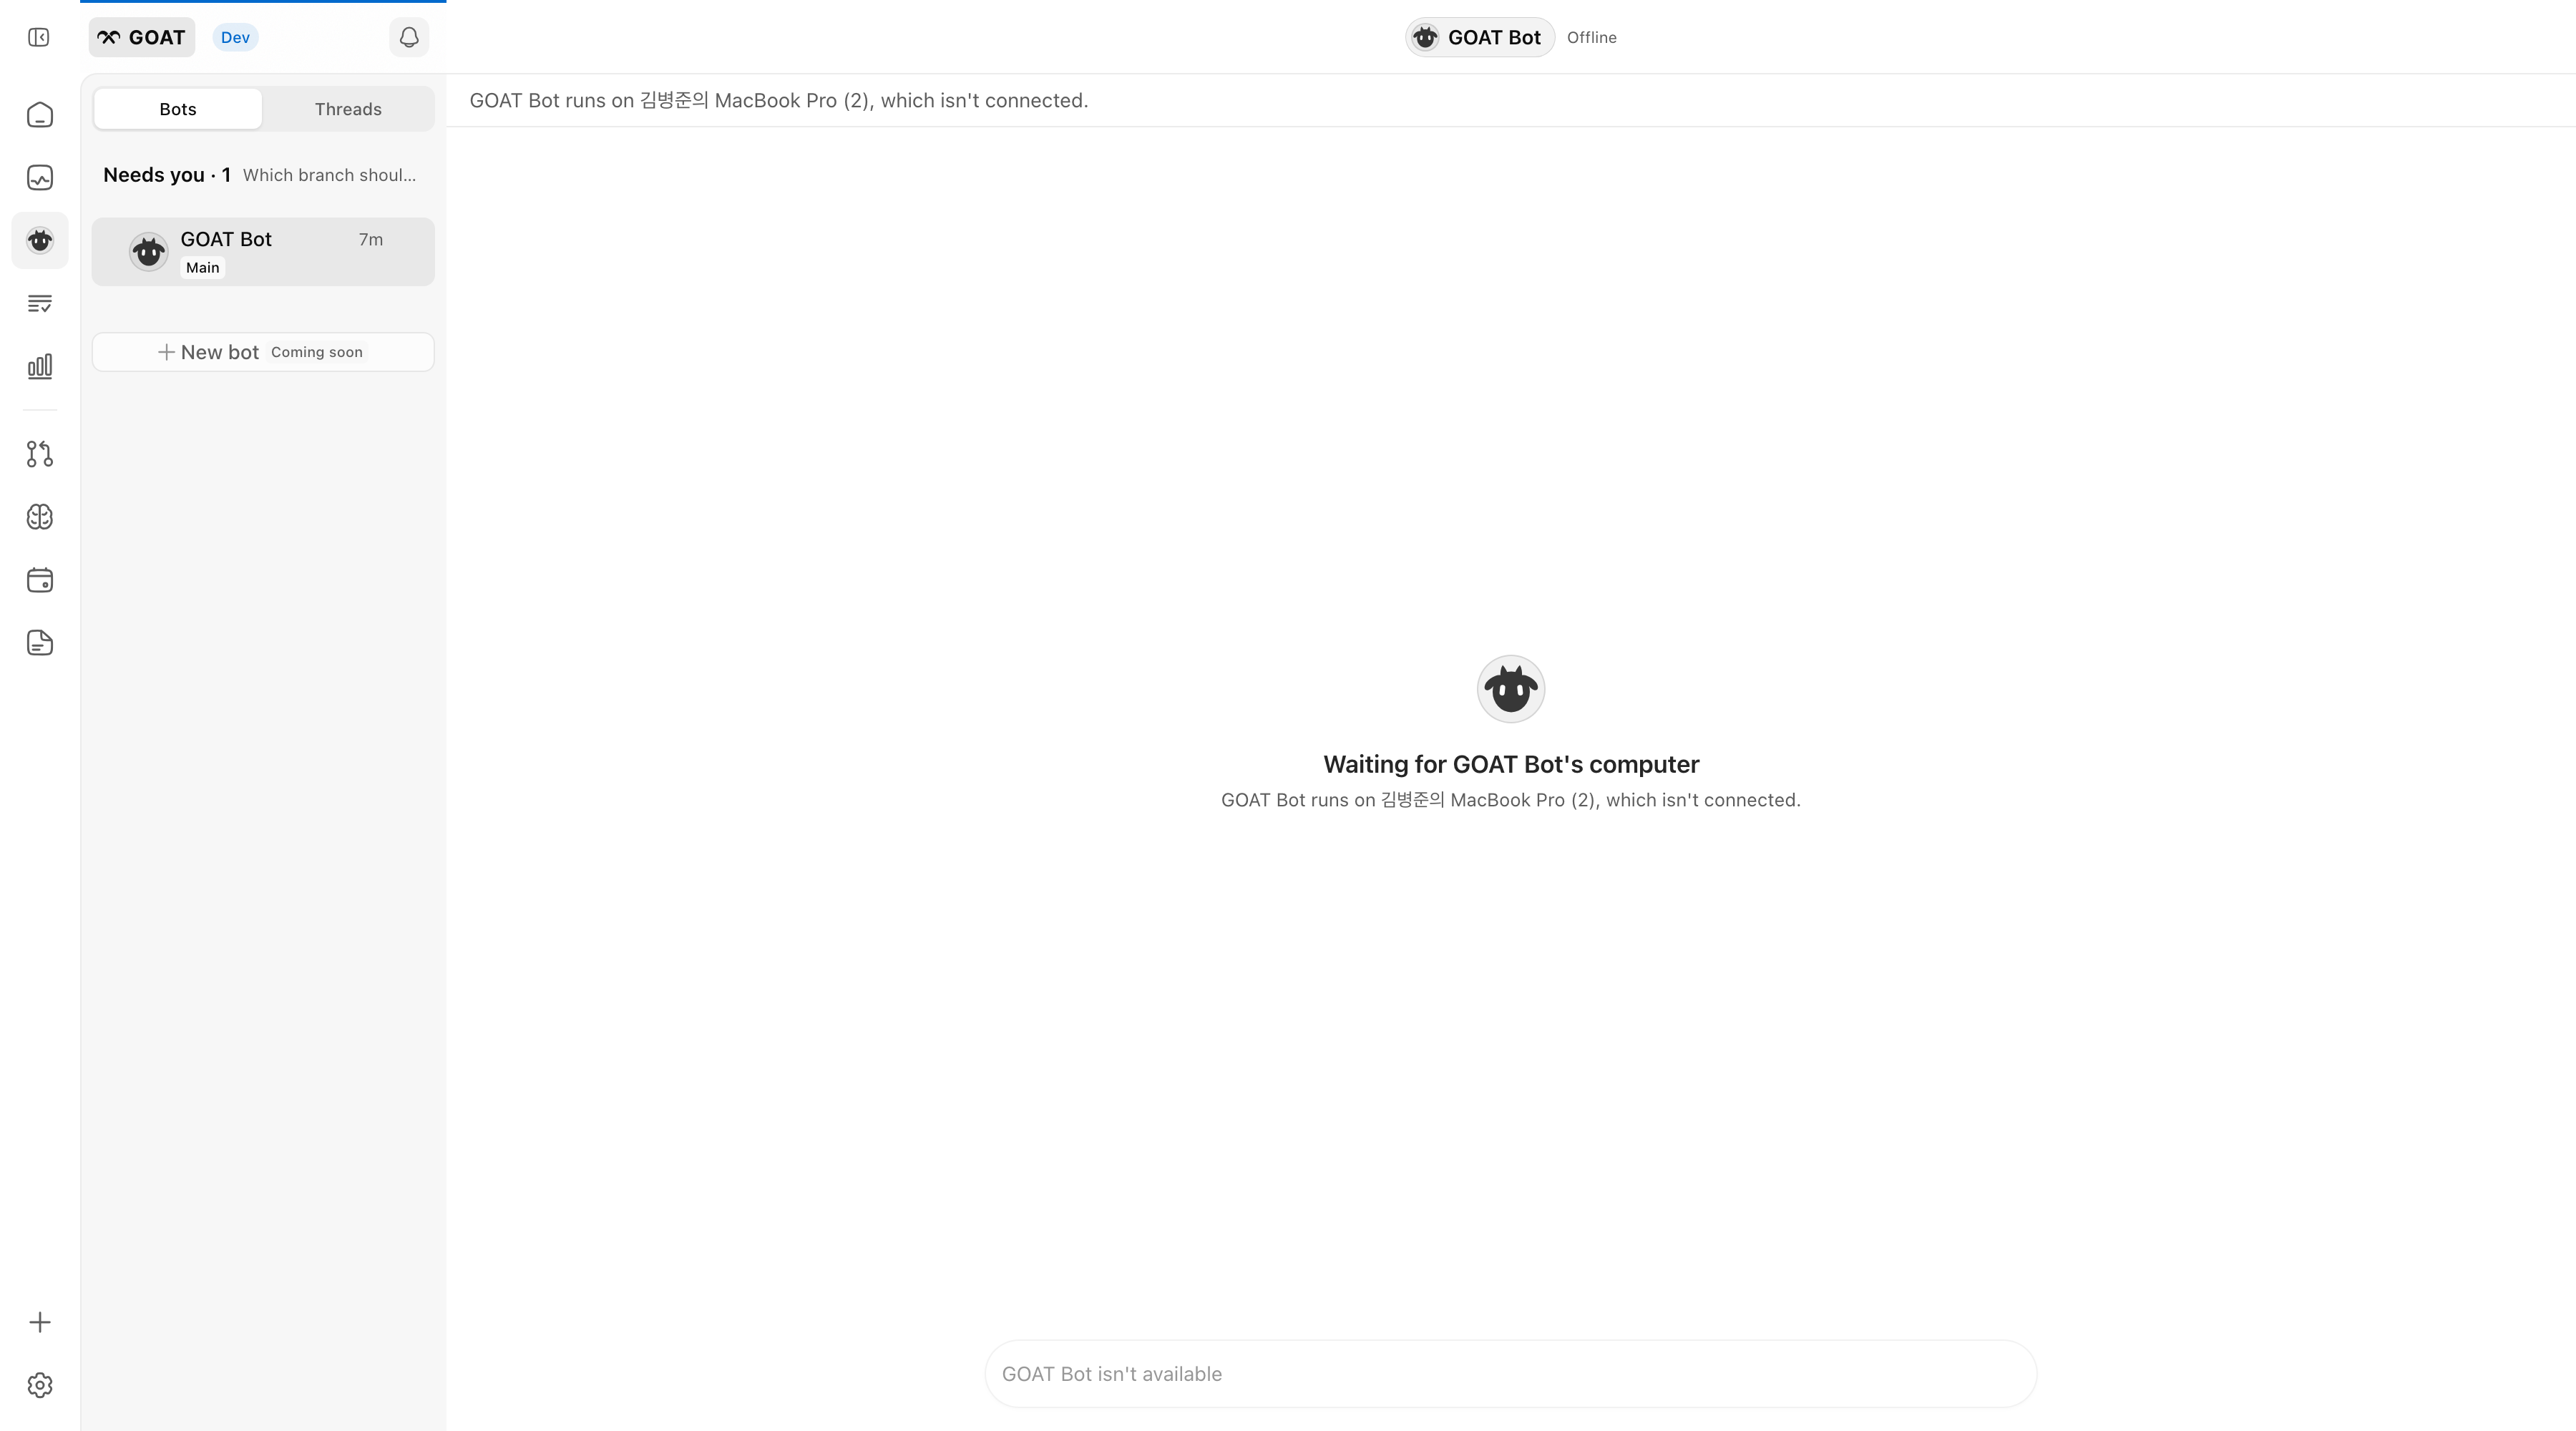 GOAT
Dev
GOAT Bot
Offline
Bots
Threads
GOAT Bot runs on 김병준의 MacBook Pro (2), which isn't connected.
Needs you · 1 Which branch shoul...
GOAT Bot
7m
Main
New bot Coming soon
Waiting for GOAT Bot's computer
GOAT Bot runs on 김병준의 MacBook Pro (2), which isn't connected.
GOAT Bot isn't available